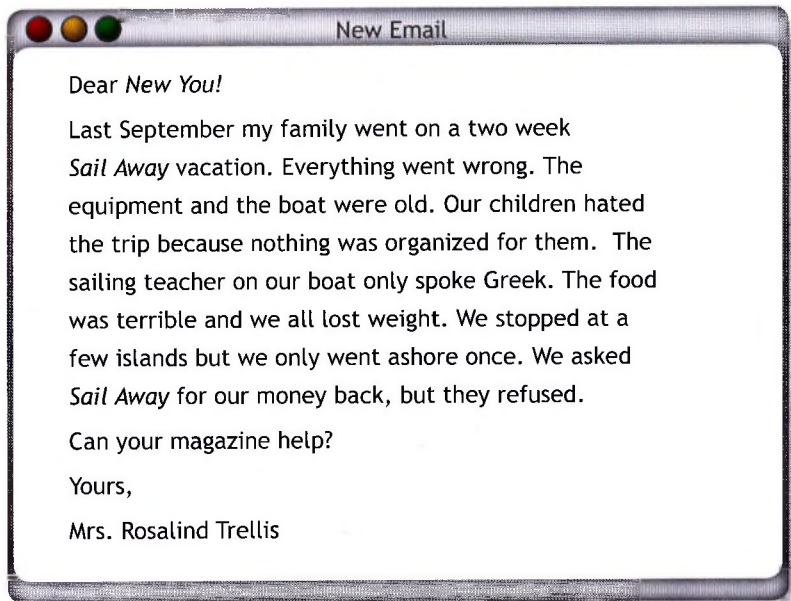 New Email
Dear New You!
Last September my family went on a two week
Sail Away vacation. Everything went wrong. The
equipment and the boat were old. Our children hated
the trip because nothing was organized for them. The
sailing teacher on our boat only spoke Greek. The food
was terrible and we all lost weight. We stopped at a
few islands but we only went ashore once. We asked
Sail Away for our money back, but they refused.
Can your magazine help?
Yours,
Mrs. Rosalind Trellis